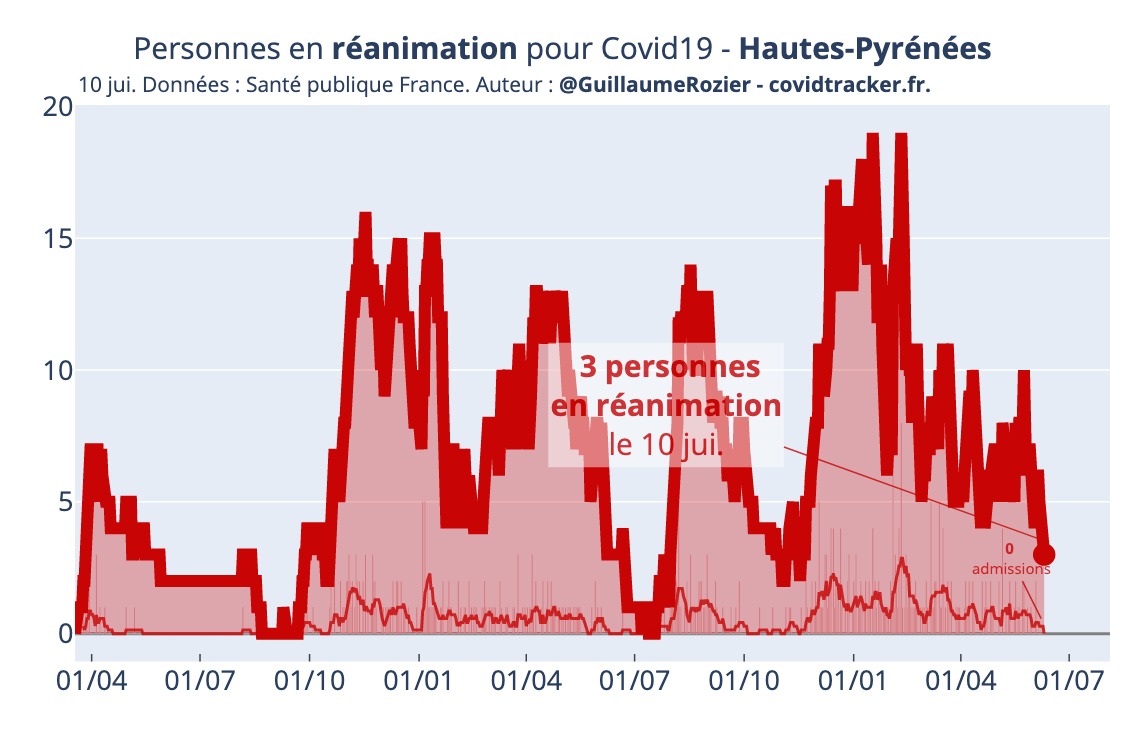 Personnes en réanimation pour Covid19 - Hautes-Pyrénées
10 jui. Données : Santé publique France. Auteur : @GuillaumeRozier - covidtracker.fr.
20
15
10
5
0
3 personnes
en réanimation
le 10 jui.
0
admissions
01/04 01/07 01/10 01/01 01/04 01/07 01/10 01/01 01/04 01/07